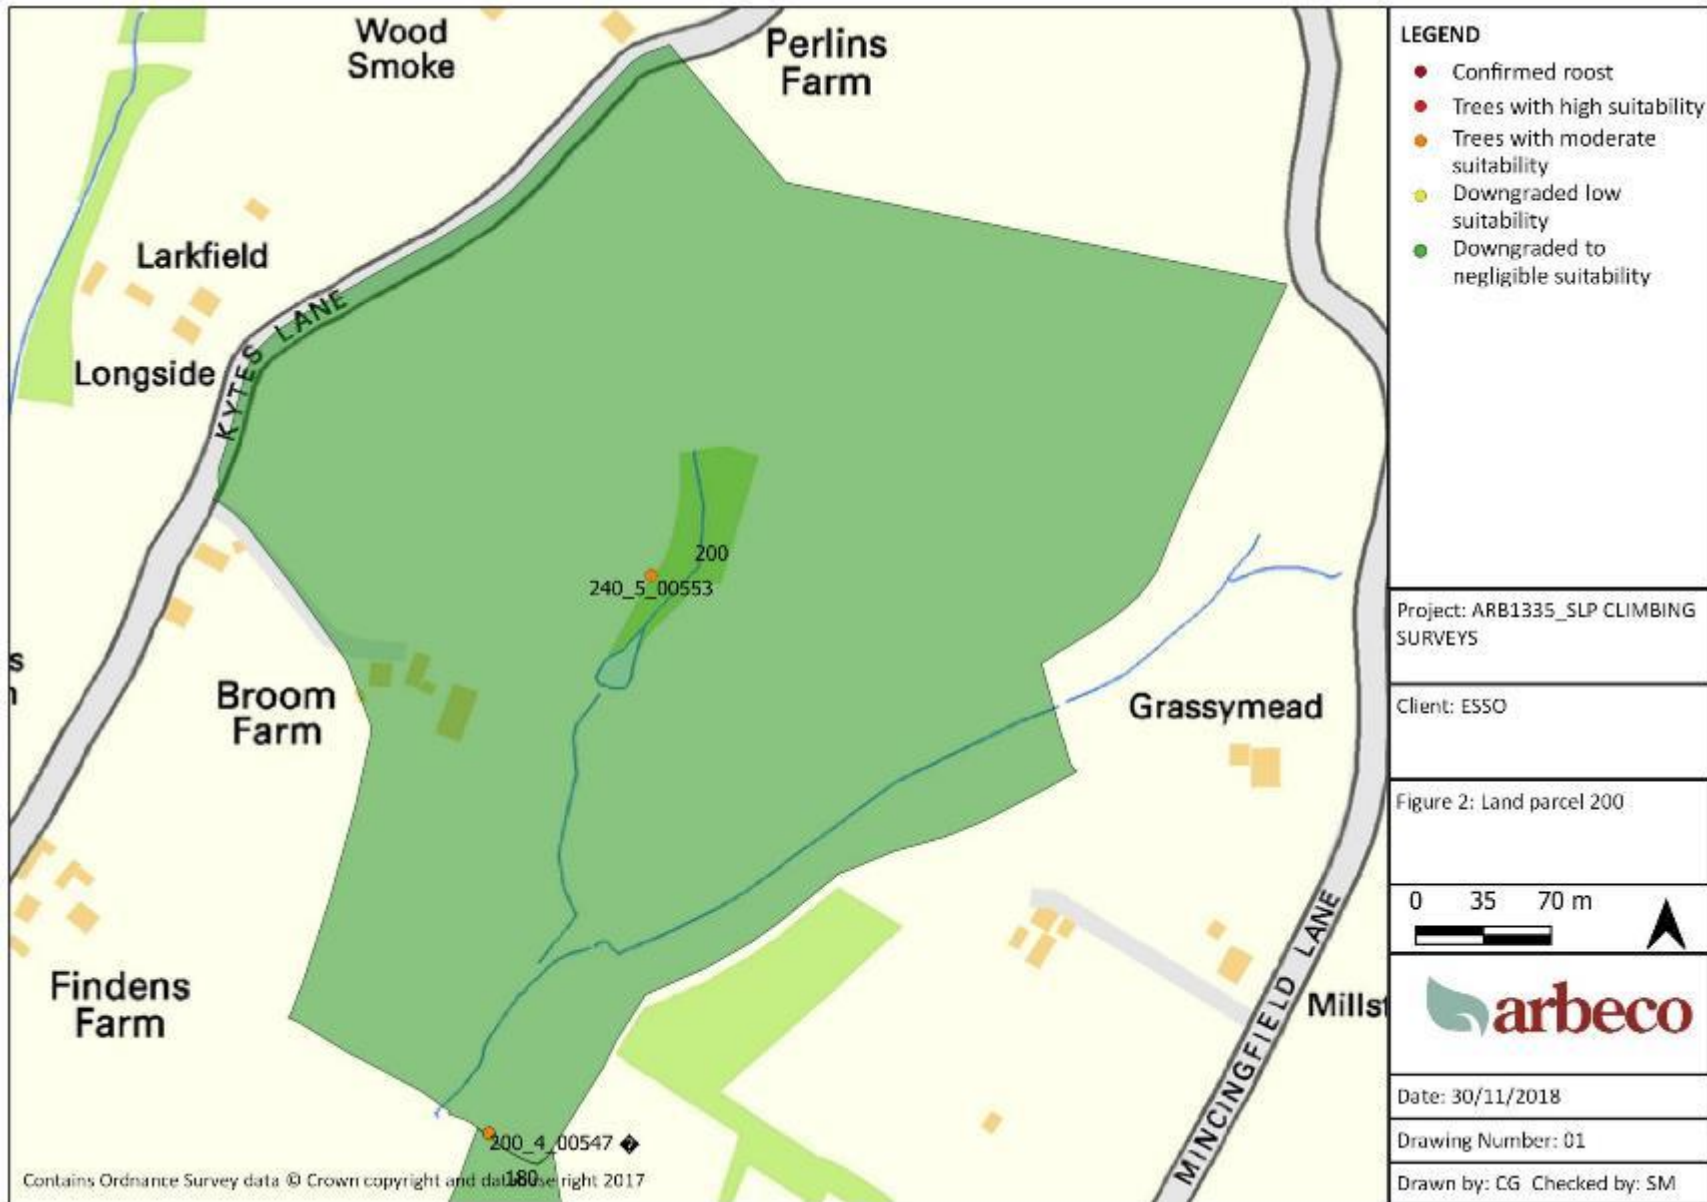 Wood
Smoke
Perlins
Farm
Larkfield
KYTES LANE
Longside
200
240_5_00553
Broom
Farm
Grassymead
s
Findens
Farm
Millst
MINCINGFIELD LANE
200_4_00547 �
180
Contains Ordnance Survey data © Crown copyright and database right 2017
LEGEND
Confirmed roost
Trees with high suitability
Trees with moderate
suitability
Downgraded low
suitability
Downgraded to
negligible suitability
Project: ARB1335_SLP CLIMBING
SURVEYS
Client: ESSO
Figure 2: Land parcel 200
0 35 70 m
arbeco
Date: 30/11/2018
Drawing Number: 01
Drawn by: CG Checked by: SM